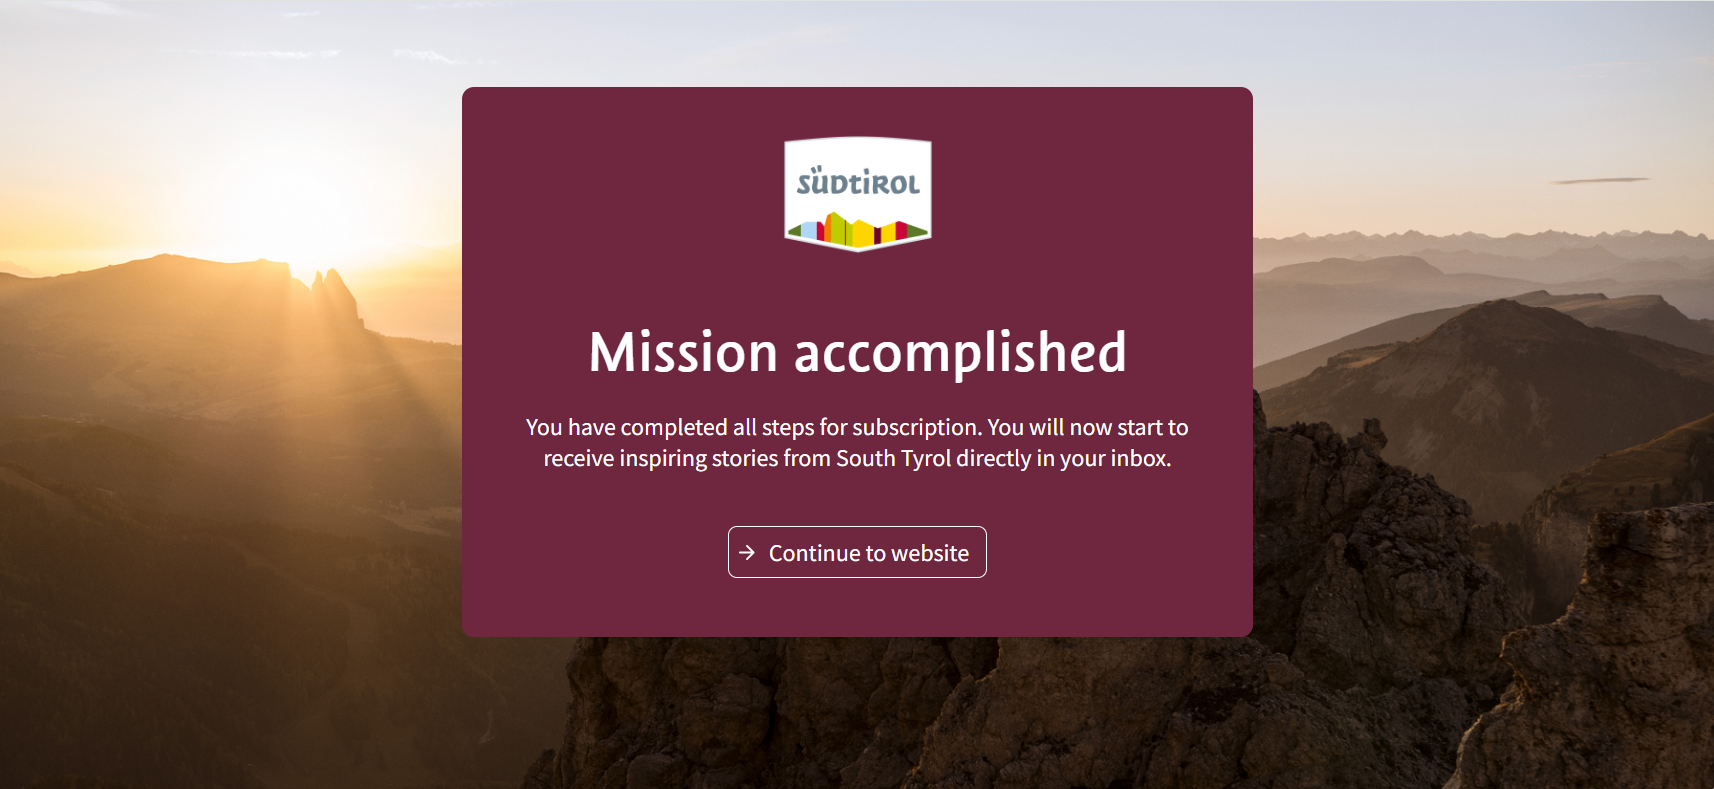 SÜDTIROL
Mission accomplished
You have completed all steps for subscription. You will now start to
receive inspiring stories from South Tyrol directly in your inbox.
→ Continue to website